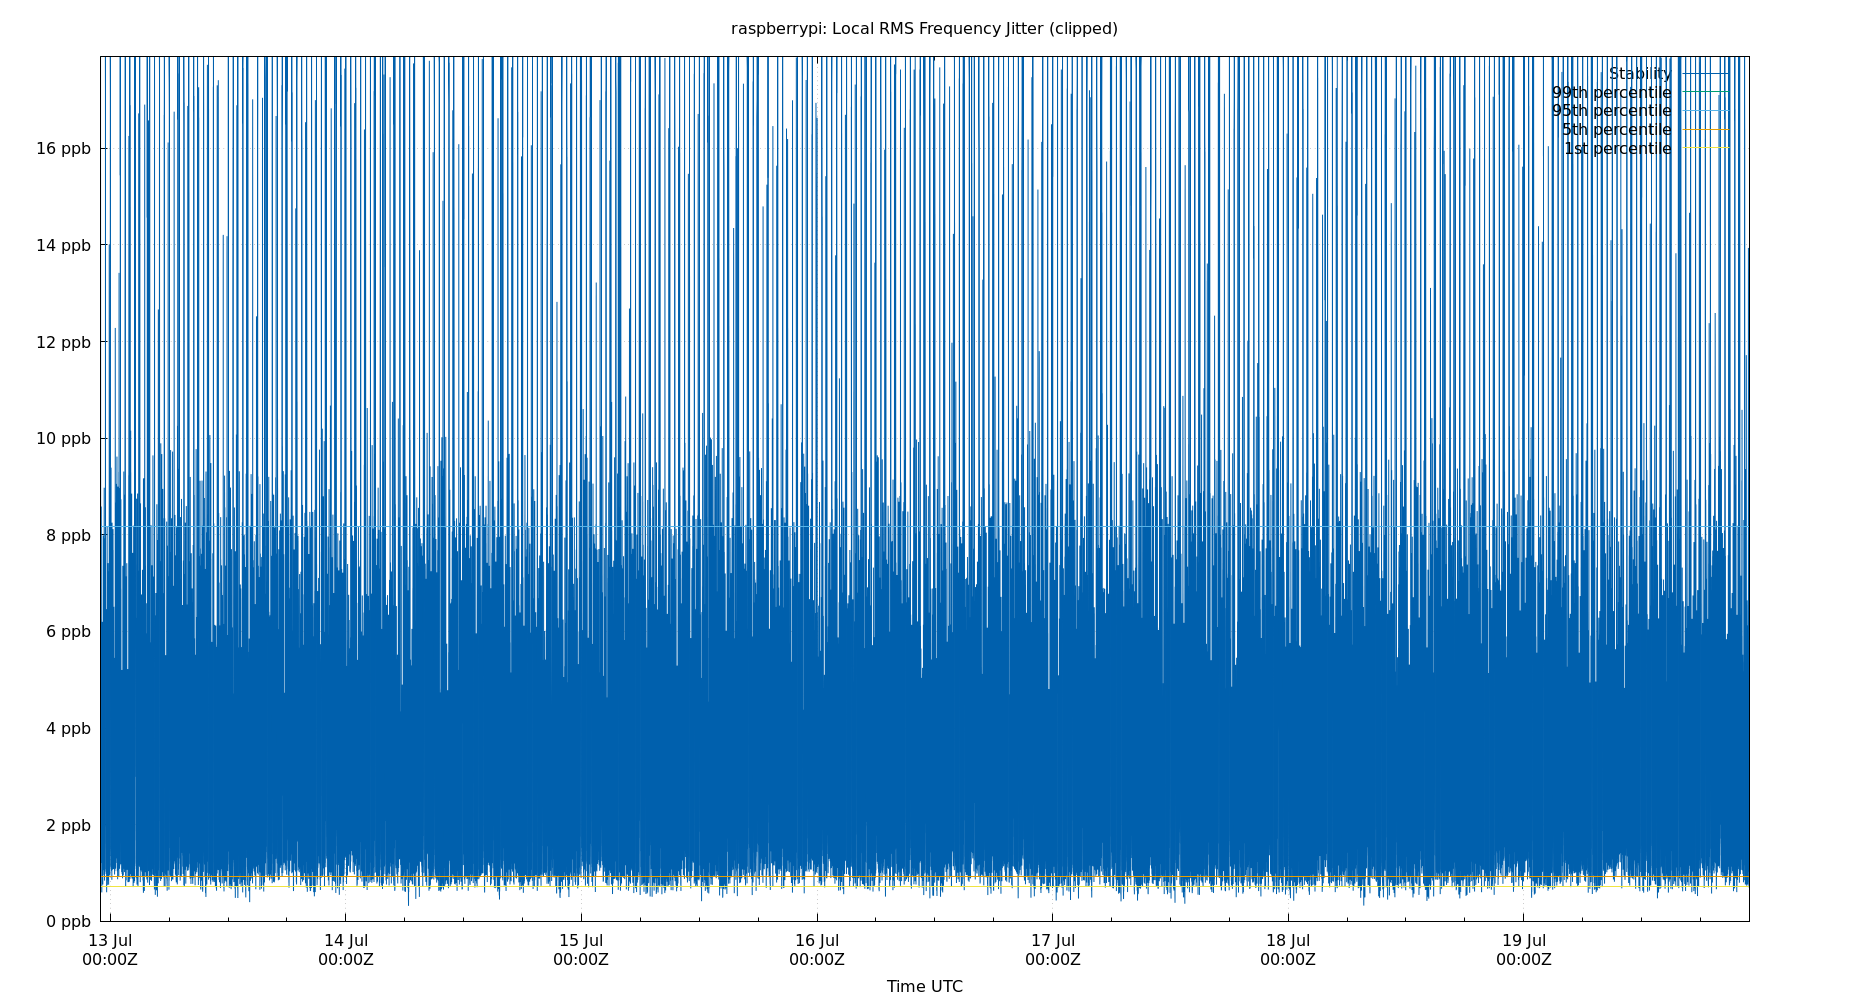 raspberrypi: Local RMS Frequency Jitter (clipped)
Stability
99th percentile
95th percentile
5th percentile
1st percentile
16 ppb
14 ppb
12 ppb
10 ppb
8 ppb
6 ppb
4 ppb
2 ppb
0 ppb
13 Jul 14 Jul 15 Jul 16 Jul 17 Jul 18 Jul 19 Jul
00:00Z 00:00Z 00:00Z 00:00Z 00:00Z 00:00Z 00:00Z
Time UTC